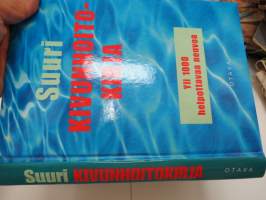 Suuri
KIVUNHOITO-
KIRJA
Yli 1000
helpottavaa neuvoa
OTAVA
Suuri KIVUNHOITOKIRJA
OTAVA